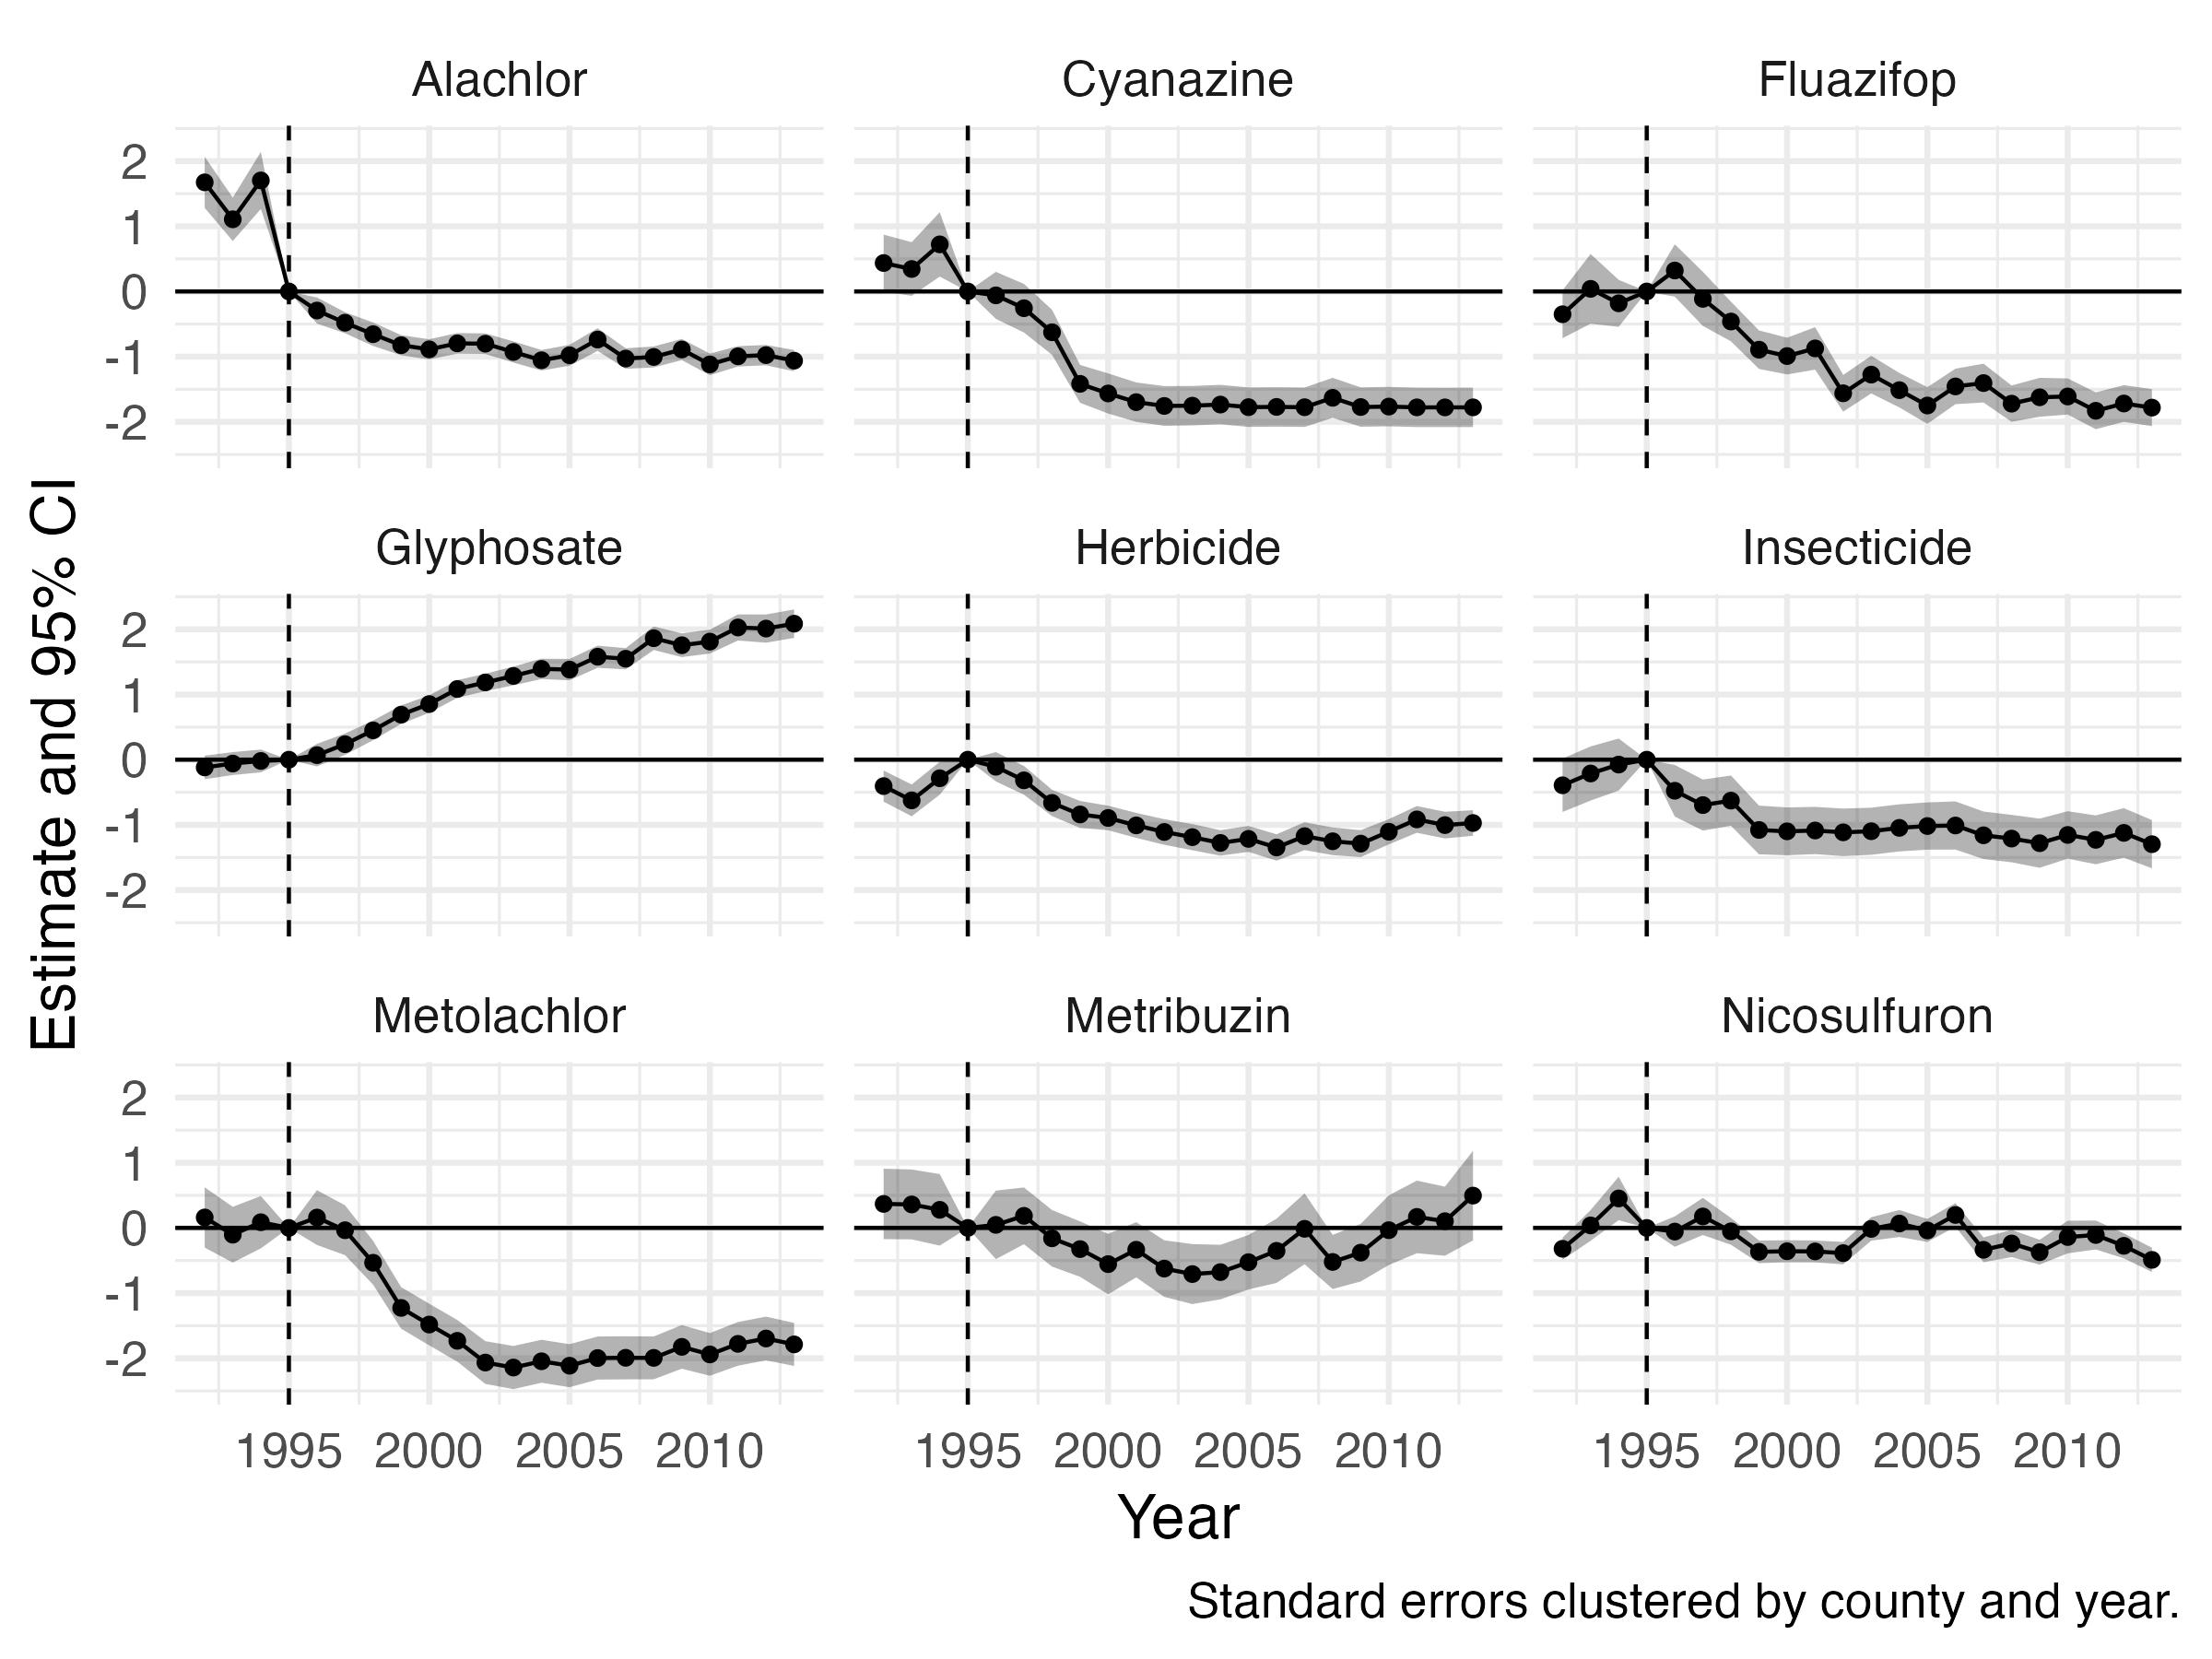 Alachlor Cyanazine Fluazifop
2
1
0
-1
-2
Glyphosate Herbicide Insecticide
2
1
0
-1
-2
Estimate and 95% CI
Metolachlor Metribuzin Nicosulfuron
2
1
0
-1
-2
1995 2000 2005 2010 1995 2000 2005 2010 1995 2000 2005 2010
Year
Standard errors clustered by county and year.